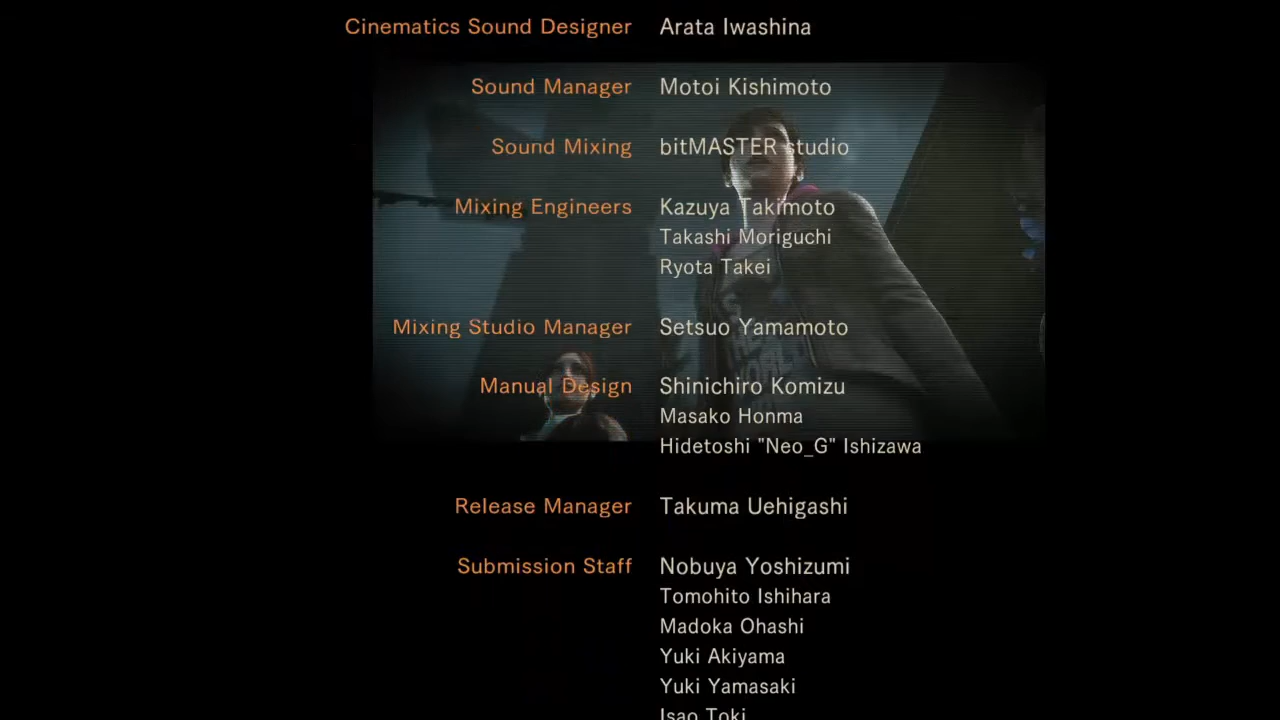 Cinematics Sound Designer Arata Iwashina
Sound Manager Motoi Kishimoto
Sound Mixing bitMASTER studio
Mixing Engineers Kazuya Takimoto
Takashi Moriguchi
Ryota Takei
Mixing Studio Manager Setsuo Yamamoto
Manual Design Shinichiro Komizu
Masako Honma
Hidetoshi "Neo_G" Ishizawa
Release Manager Takuma Uehigashi
Submission Staff Nobuya Yoshizumi
Tomohito Ishihara
Madoka Ohashi
Yuki Akiyama
Yuki Yamasaki
Isao Toki